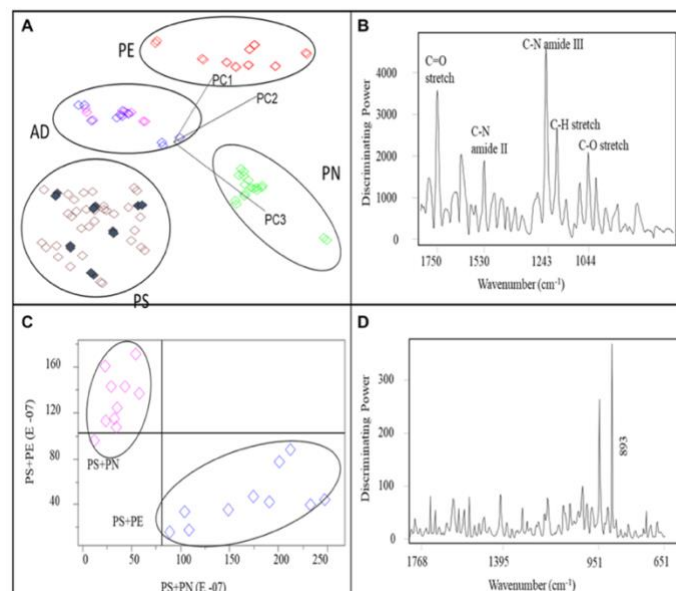 A
PE
PC1
PC2
AD
PN
PC3
PS
B
C-N amide III
C=O
stretch
C-H stretch
C-N
amide II
C-O stretch
Discriminating Power
4000
3000
2000
1000
0
1750
1530
1243
1044
Wavenumber (cm-1)
C
PS+PE (E -07)
160
120
80
40
PS+PN
PS+PE
0
50
100
150
200
250
PS+PN (E -07)
D
Discriminating Power
300
200
100
0
893
1768
1395
951
651
Wavenumber (cm-1)